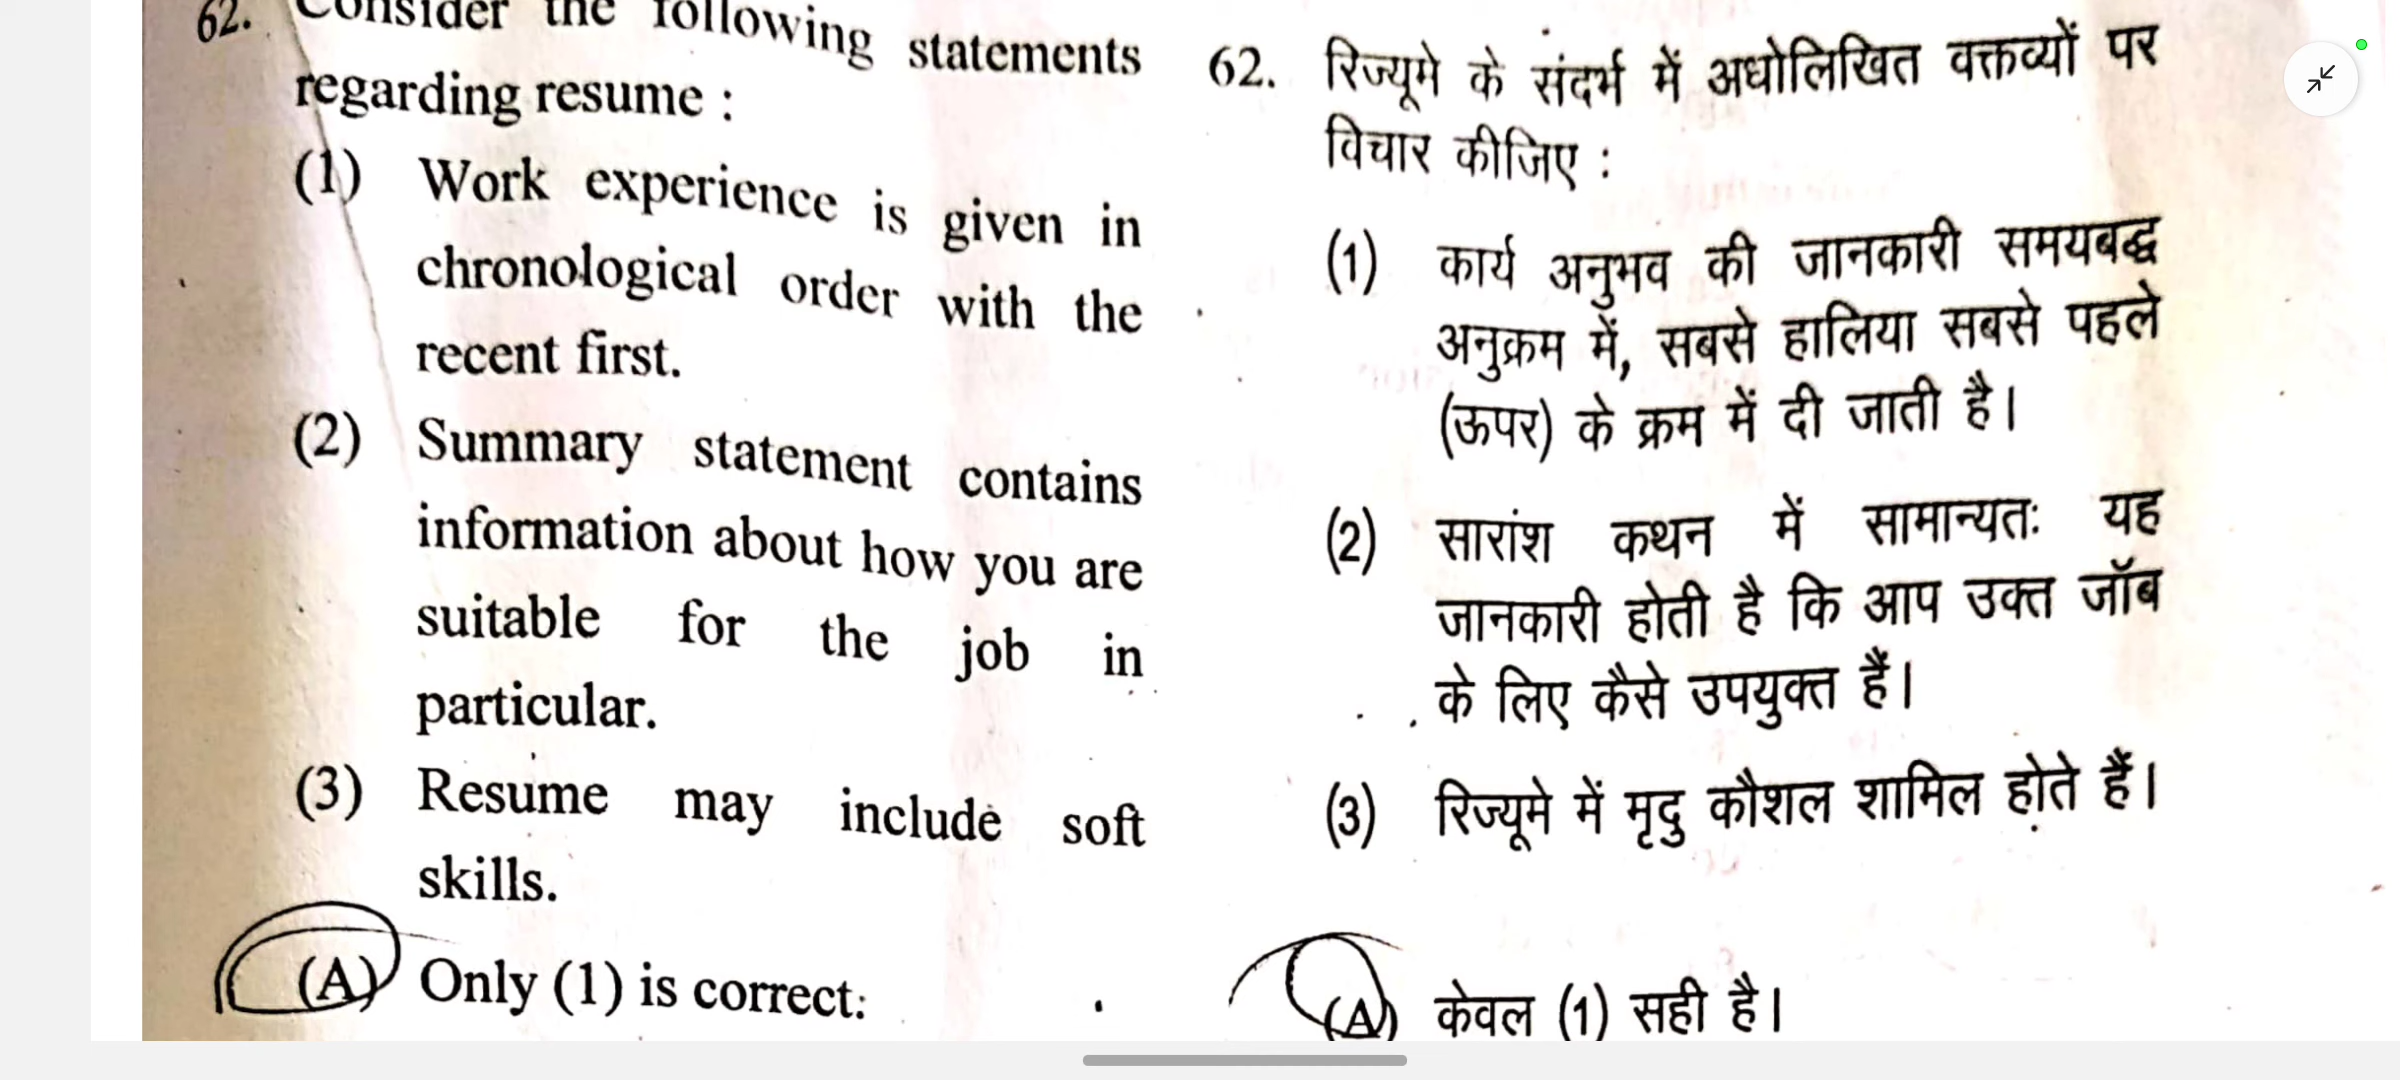 62. Consider the following statements
regarding resume :
(1) Work experience is given in
chronological order with the
recent first.
(2) Summary statement contains
information about how you are
suitable for the job in
particular.
(3) Resume may include soft
skills.
(A) Only (1) is correct.
62. रिज्यूमे के संदर्भ में अधोलिखित वक्तव्यों पर
विचार कीजिए :
(1) कार्य अनुभव की जानकारी समयबद्ध
अनुक्रम में, सबसे हालिया सबसे पहले
(ऊपर) के क्रम में दी जाती है।
(2) सारांश कथन में सामान्यतः यह
जानकारी होती है कि आप उक्त जॉब
के लिए कैसे उपयुक्त हैं।
(3) रिज्यूमे में मृदु कौशल शामिल होते हैं।
(A) केवल (1) सही है।